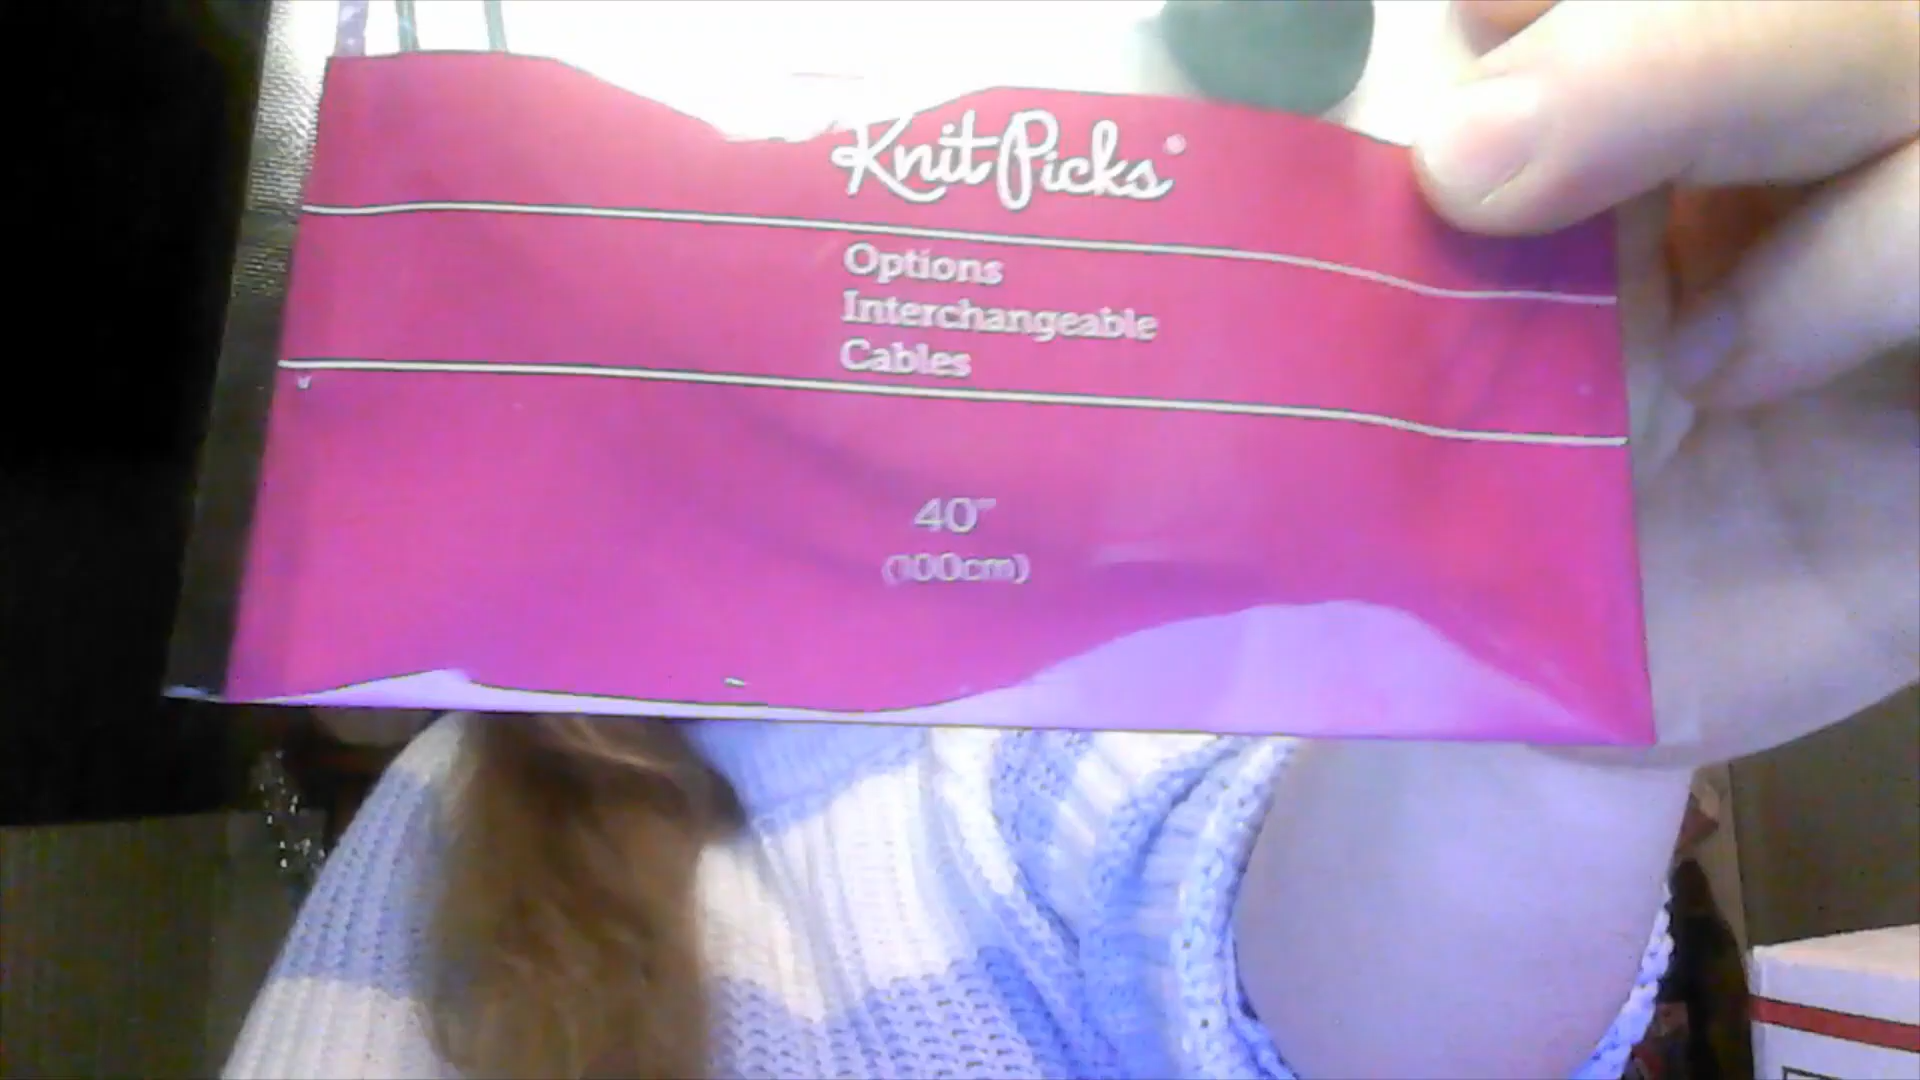 KnitPicks®
Options
Interchangeable
Cables
40"
(100cm)